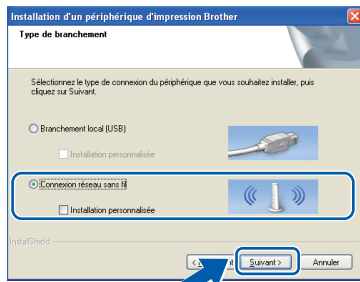 Installation d'un périphérique d'impression Brother
Type de branchement
Sélectionnez le type de connexion du périphérique que vous souhaitez installer, puis
cliquez sur Suivant.
Branchement local (USB)
Installation personnalisée
Connexion réseau sans fil
Installation personnalisée
InstallShield
Suivant > Annuler